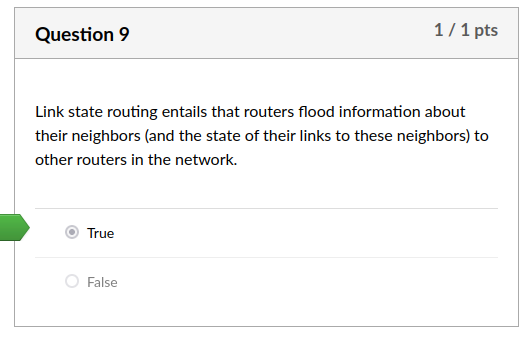 Question 9
1 / 1 pts
Link state routing entails that routers flood information about
their neighbors (and the state of their links to these neighbors) to
other routers in the network.
True
False